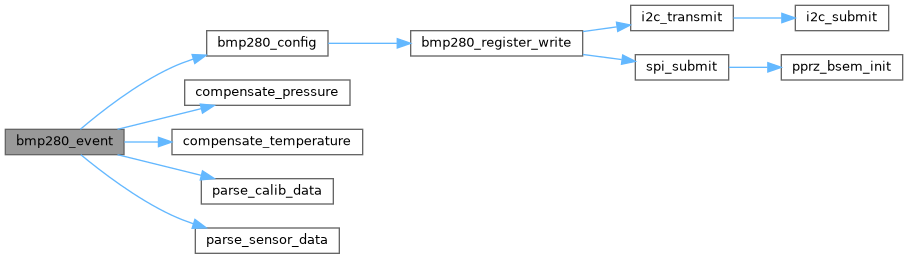 i2c_transmit
i2c_submit
bmp280_config
bmp280_register_write
spi_submit
pprz_bsem_init
compensate_pressure
bmp280_event
compensate_temperature
parse_calib_data
parse_sensor_data